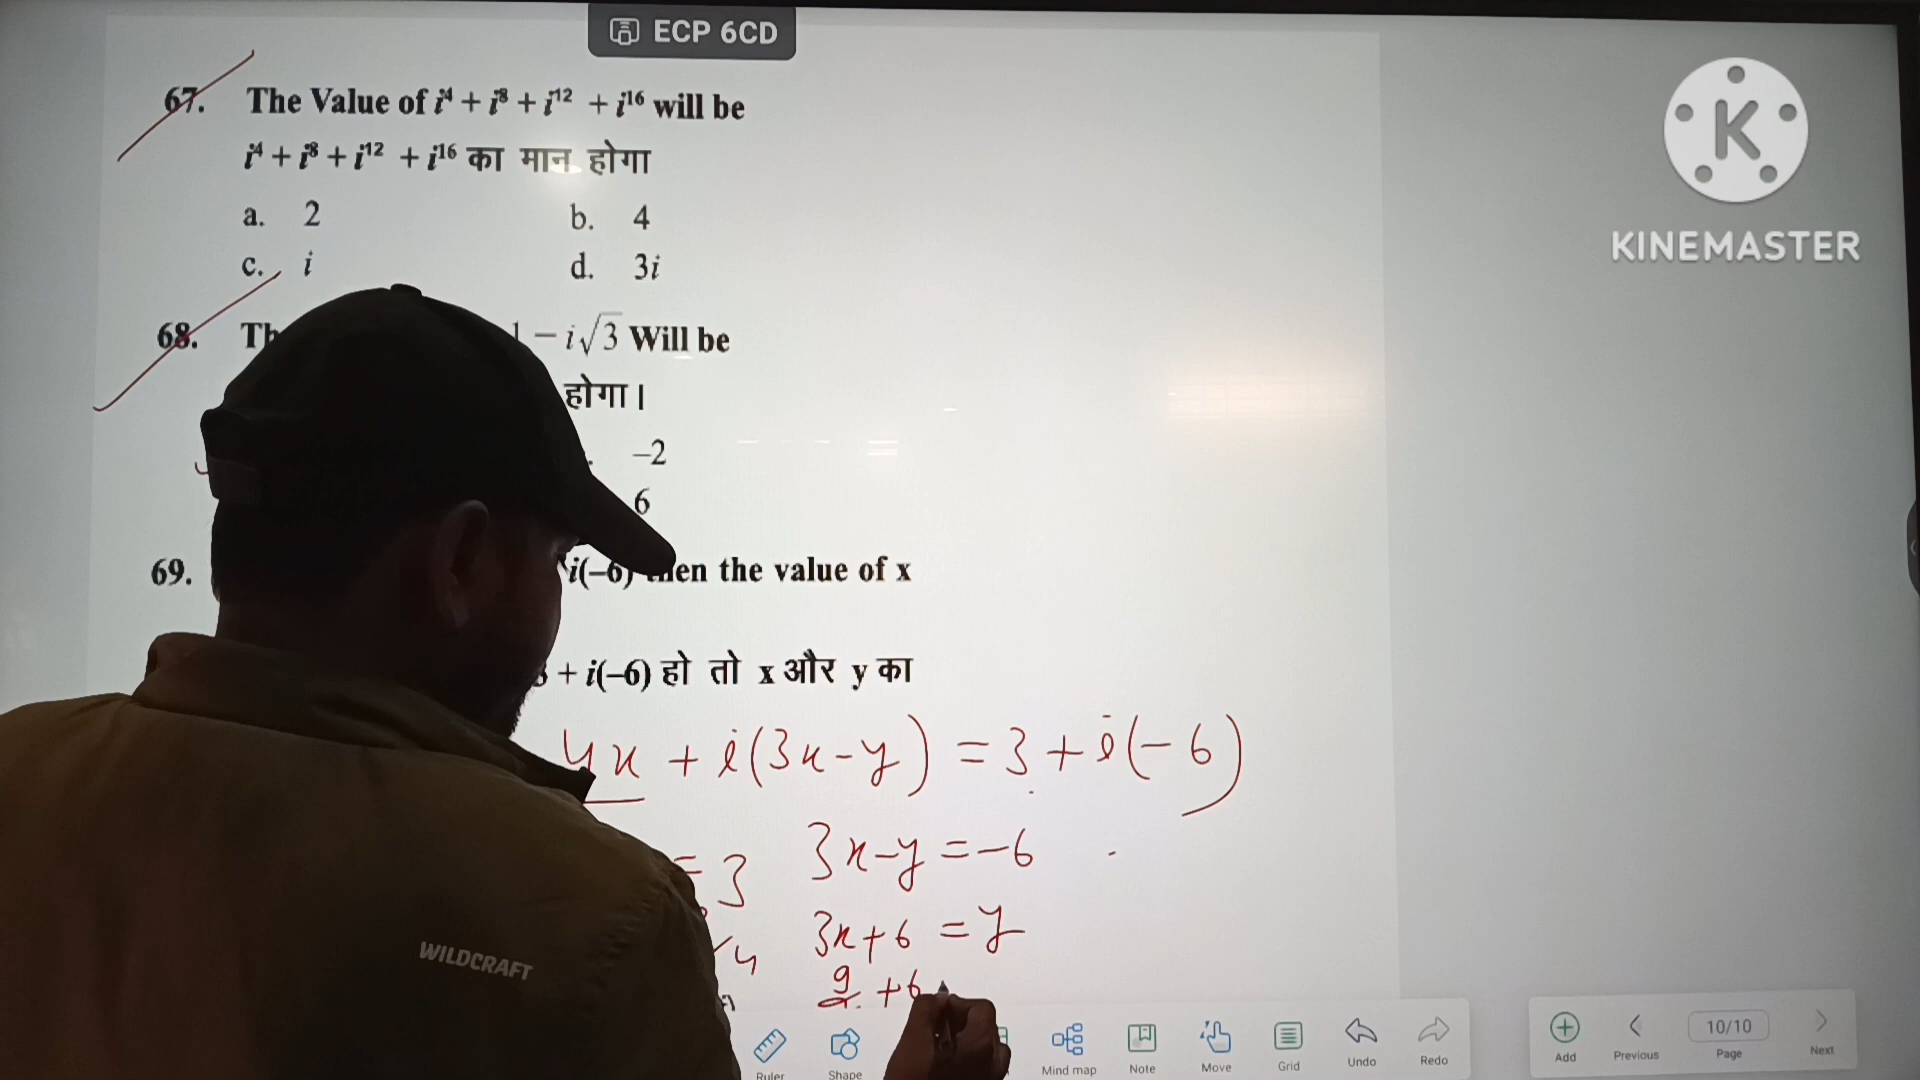 ECP 6CD
67. The Value of i⁴ + i⁸ + i¹² + i¹⁶ will be
i⁴ + i⁸ + i¹² + i¹⁶ का मान होगा
a. 2 b. 4
c. i d. 3i
KINEMASTER
68. − i√3 Will be
होगा।
–2
6
69. i(–6) then the value of x
+ i(–6) हो तो x और y का
4x + i(3x-y) = 3 + i(-6)
= 3 3x-y = -6
3x+6 = y
9 +6
WILDCRAFT
Ruler Shape Mind map Note Move Grid Undo Redo Add Previous 10/10 Page Next